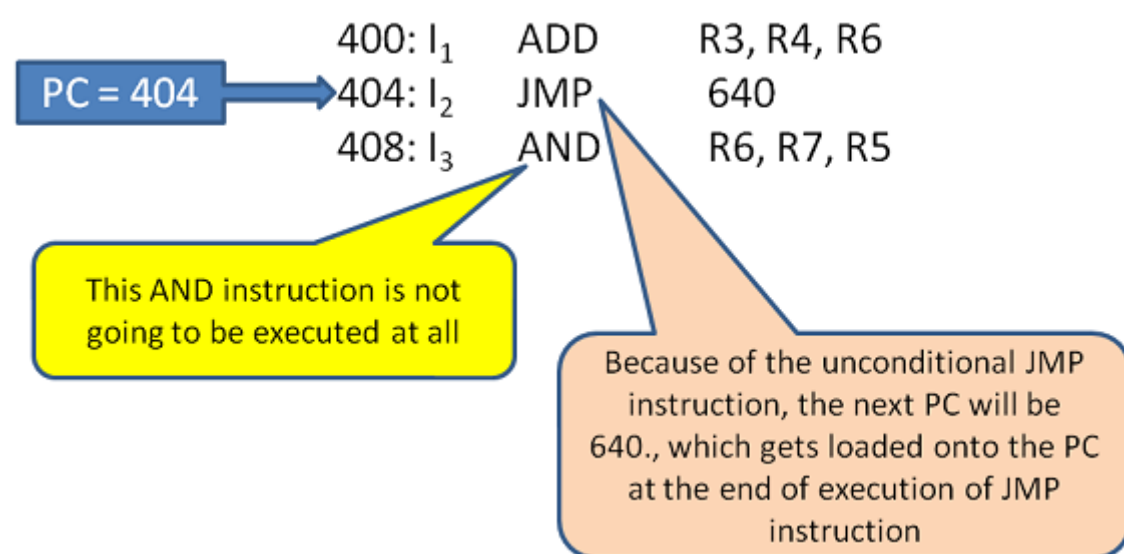 400: I₁ ADD R3, R4, R6
PC = 404 404: I₂ JMP 640
408: I₃ AND R6, R7, R5
This AND instruction is not
going to be executed at all
Because of the unconditional JMP
instruction, the next PC will be
640., which gets loaded onto the PC
at the end of execution of JMP
instruction